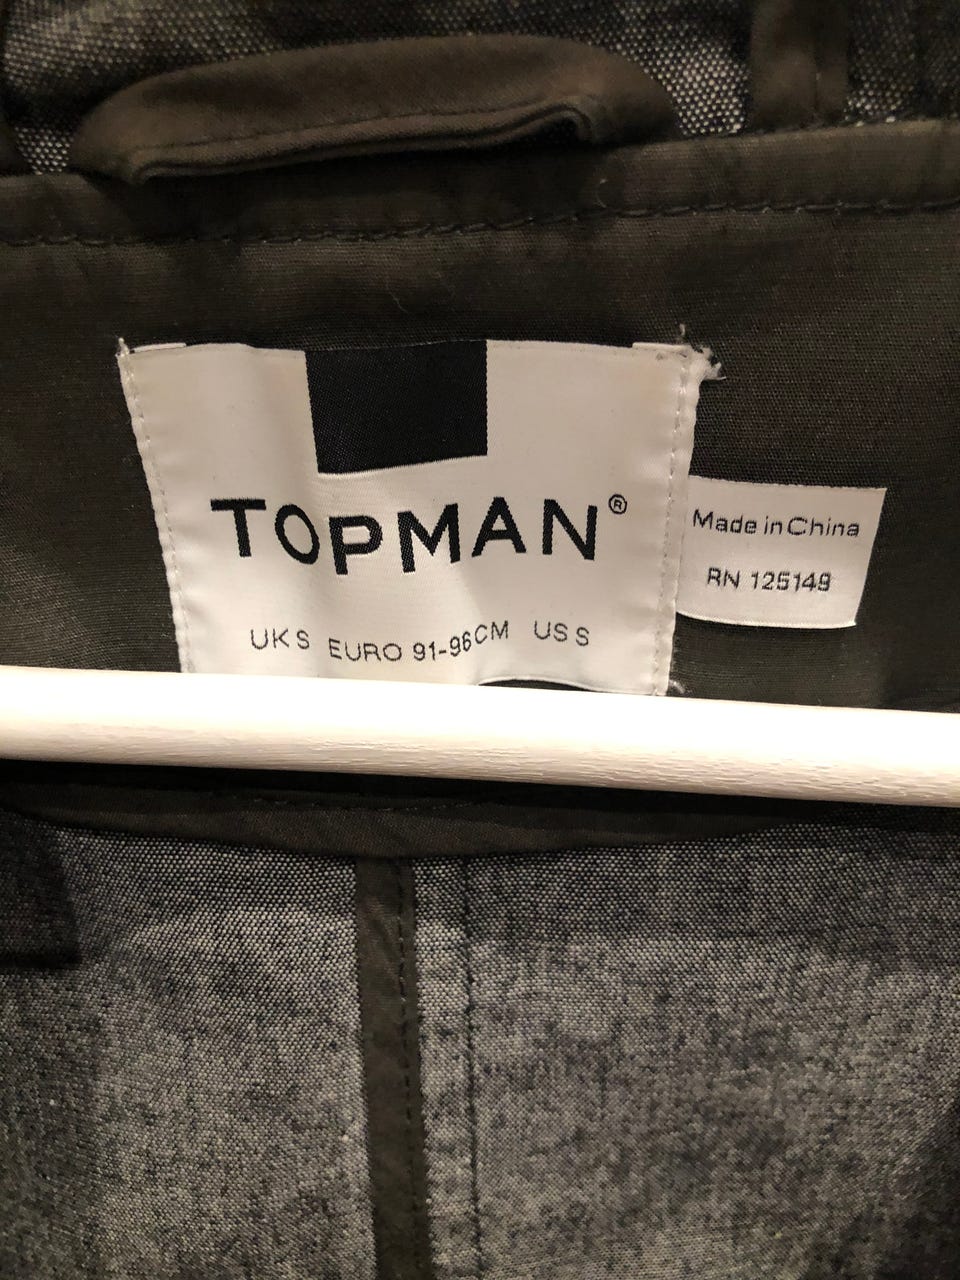 TOPMAN®
UK S EURO 91-96CM US S
Made in China
RN 125149